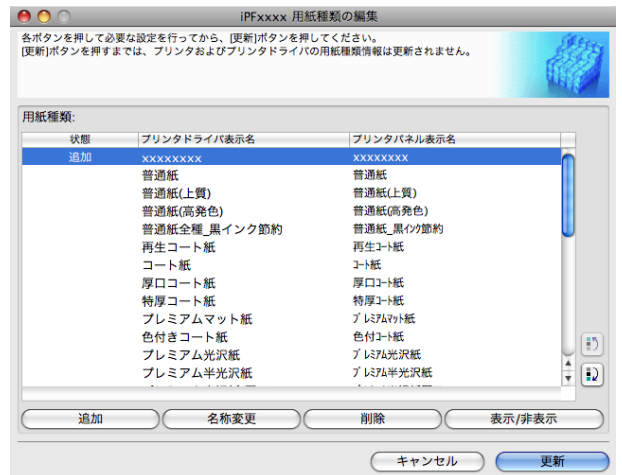 iPFxxxx 用紙種類の編集
各ボタンを押して必要な設定を行ってから、[更新]ボタンを押してください。
[更新]ボタンを押すまでは、プリンタおよびプリンタドライバの用紙種類情報は更新されません。
用紙種類:
状態 プリンタドライバ表示名 プリンタパネル表示名
追加 xxxxxxxx xxxxxxxx
普通紙 普通紙
普通紙(上質) 普通紙(上質)
普通紙(高発色) 普通紙(高発色)
普通紙全種_黒インク節約 普通紙_黒ｲﾝｸ節約
再生コート紙 再生ｺｰﾄ紙
コート紙 ｺｰﾄ紙
厚口コート紙 厚口ｺｰﾄ紙
特厚コート紙 特厚ｺｰﾄ紙
プレミアムマット紙 ﾌﾟﾚﾐｱﾑﾏｯﾄ紙
色付きコート紙 色付ｺｰﾄ紙
プレミアム光沢紙 ﾌﾟﾚﾐｱﾑ光沢紙
プレミアム半光沢紙 ﾌﾟﾚﾐｱﾑ半光沢紙
追加 名称変更 削除 表示/非表示
キャンセル 更新